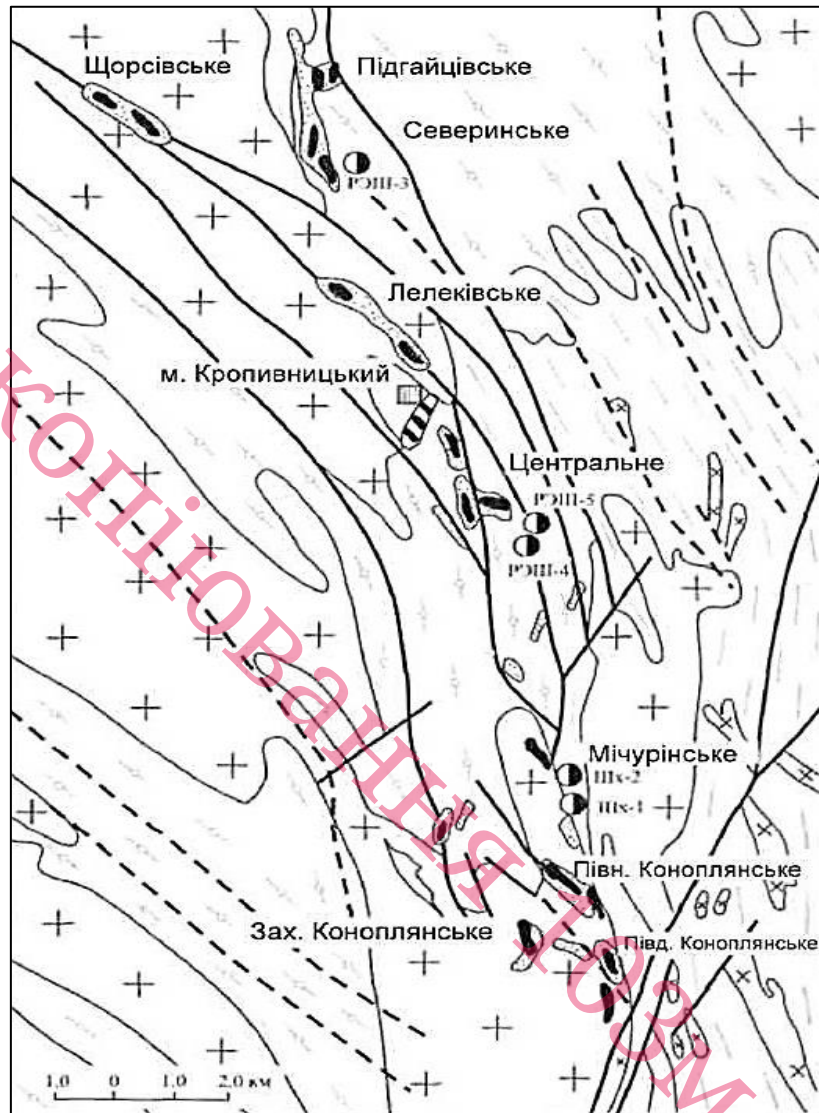 Щорсівське
Підгайцівське
Северинське
РЭШ-3
Лелеківське
м. Кропивницький
Центральне
РЭШ-5
РЭШ-4
Мічурінське
Шх-2
Шх-1
Півн. Коноплянське
Зах. Коноплянське
Півд. Коноплянське
1,0 0 1,0 2,0 км
копіювання 103м